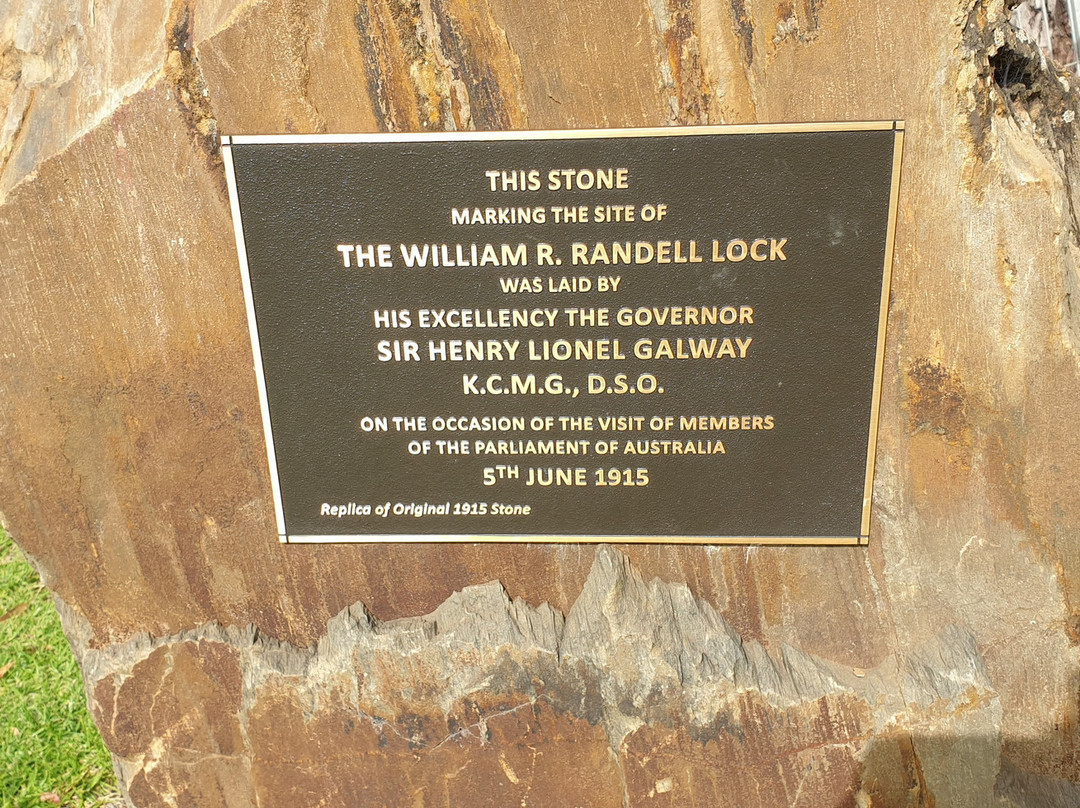 THIS STONE
MARKING THE SITE OF
THE WILLIAM R. RANDELL LOCK
WAS LAID BY
HIS EXCELLENCY THE GOVERNOR
SIR HENRY LIONEL GALWAY
K.C.M.G., D.S.O.
ON THE OCCASION OF THE VISIT OF MEMBERS
OF THE PARLIAMENT OF AUSTRALIA
5TH JUNE 1915
Replica of Original 1915 Stone